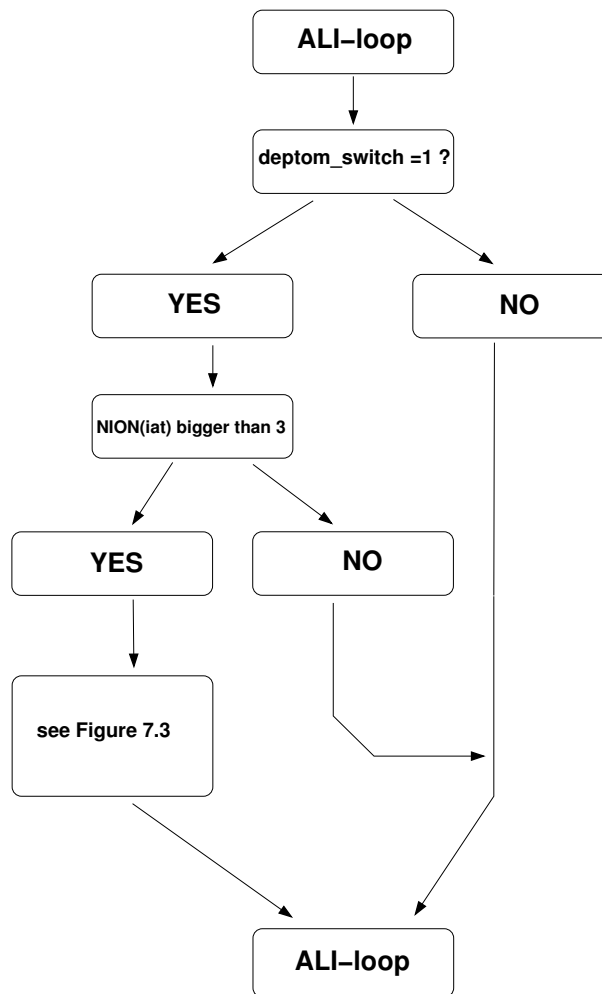 ALI–loop
deptom_switch =1 ?
YES
NO
NION(iat) bigger than 3
YES
NO
see Figure 7.3
ALI–loop